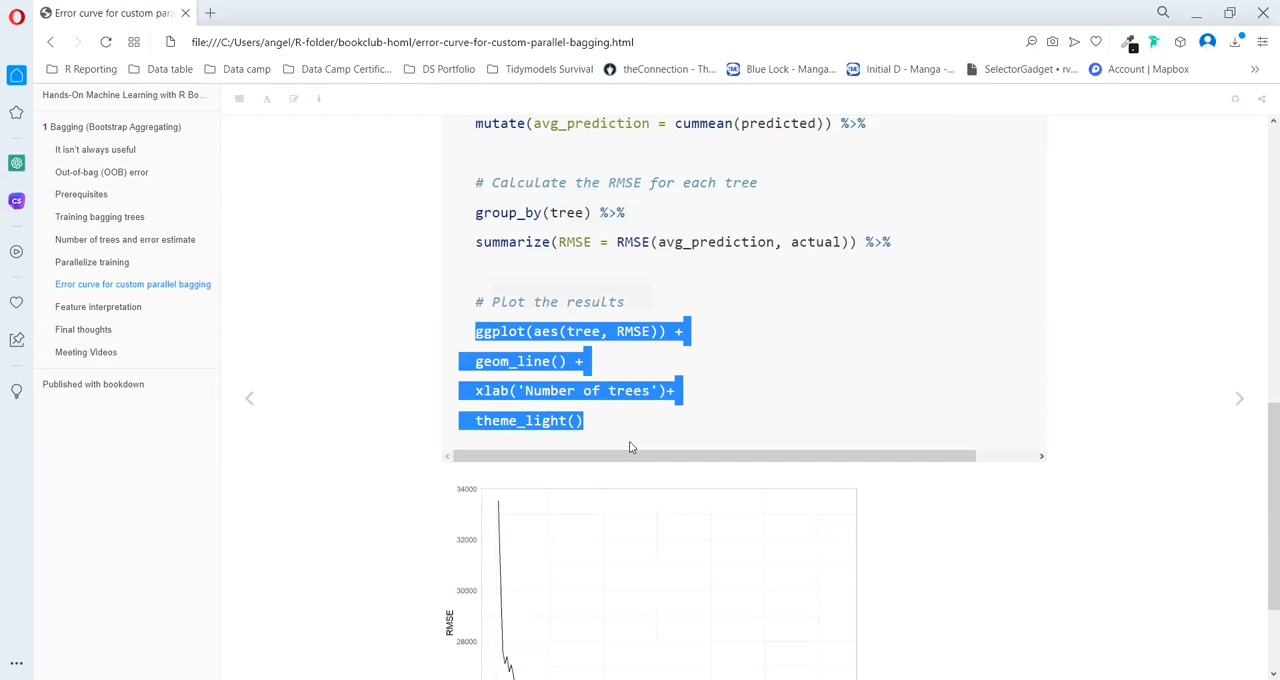 Error curve for custom para
file:///C:/Users/angel/R-folder/bookclub-homl/error-curve-for-custom-parallel-bagging.html
R Reporting Data table Data camp Data Camp Certific... DS Portfolio Tidymodels Survival theConnection - Th... Blue Lock - Manga... Initial D - Manga -... SelectorGadget • rv... Account | Mapbox
Hands-On Machine Learning with R Bo...
1 Bagging (Bootstrap Aggregating)
It isn't always useful
Out-of-bag (OOB) error
Prerequisites
Training bagging trees
Number of trees and error estimate
Parallelize training
Error curve for custom parallel bagging
Feature interpretation
Final thoughts
Meeting Videos
Published with bookdown
mutate(avg_prediction = cummean(predicted)) %>%
# Calculate the RMSE for each tree
group_by(tree) %>%
summarize(RMSE = RMSE(avg_prediction, actual)) %>%
# Plot the results
ggplot(aes(tree, RMSE)) +
geom_line() +
xlab('Number of trees')+
theme_light()
34000
32000
30000
28000
RMSE